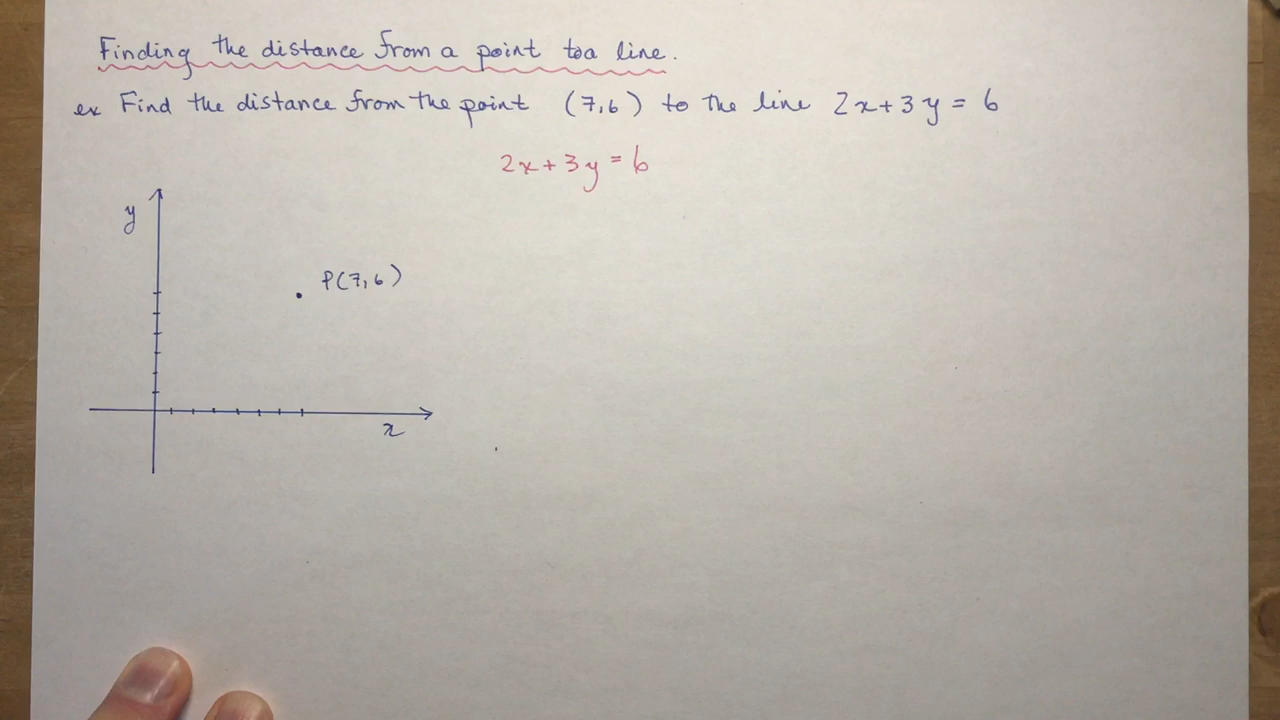 Finding the distance from a point to a line.
ex Find the distance from the point (7,6) to the line 2x+3y = 6
2x+3y = 6
y
P(7,6)
x